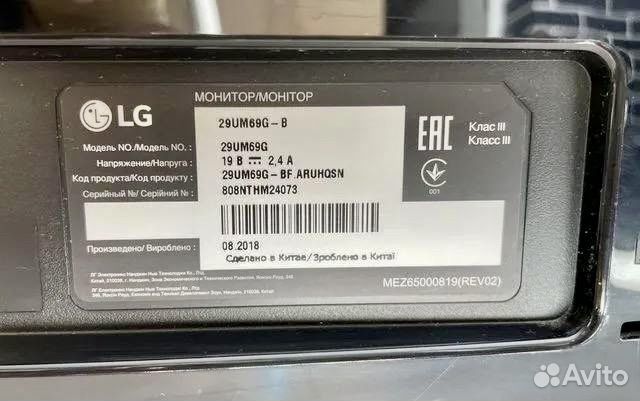 LG
МОНИТОР/МОНІТОР
29UM69G-B
Модель NO./Модель NO. :
29UM69G
Напряжение/Напруга :
19 В ⎓ 2,4 A
Код продукта/Код продукту :
29UM69G-BF.ARUHQSN
Серийный №/ Серійний № :
808NTHM24073
EAC
Клас III
Класс III
001
Произведено/ Вироблено :
08.2018
Сделано в Китае/Зроблено в Китаї
MEZ65000819(REV02)
Avito